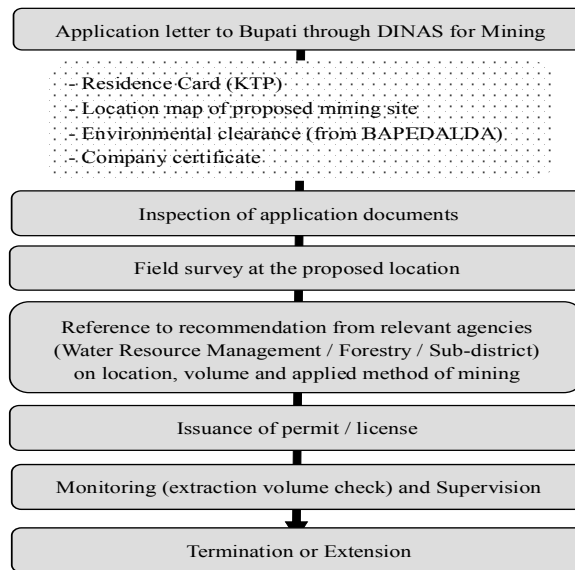 Application letter to Bupati through DINAS for Mining
- Residence Card (KTP)
- Location map of proposed mining site
- Environmental clearance (from BAPEDALDA)
- Company certificate
Inspection of application documents
Field survey at the proposed location
Reference to recommendation from relevant agencies
(Water Resource Management / Forestry / Sub-district)
on location, volume and applied method of mining
Issuance of permit / license
Monitoring (extraction volume check) and Supervision
Termination or Extension